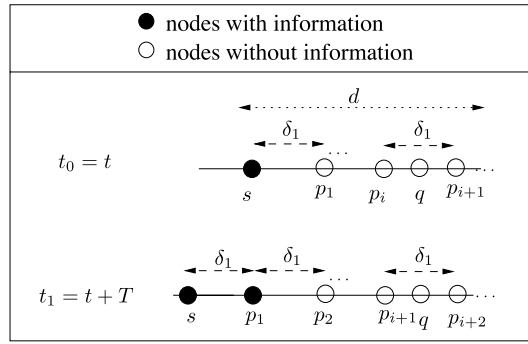 ● nodes with information
○ nodes without information
d
δ₁ δ₁
...
t₀ = t
...
s p₁ pᵢ q pᵢ₊₁
δ₁ δ₁ δ₁
...
t₁ = t + T
...
s p₁ p₂ pᵢ₊₁ q pᵢ₊₂